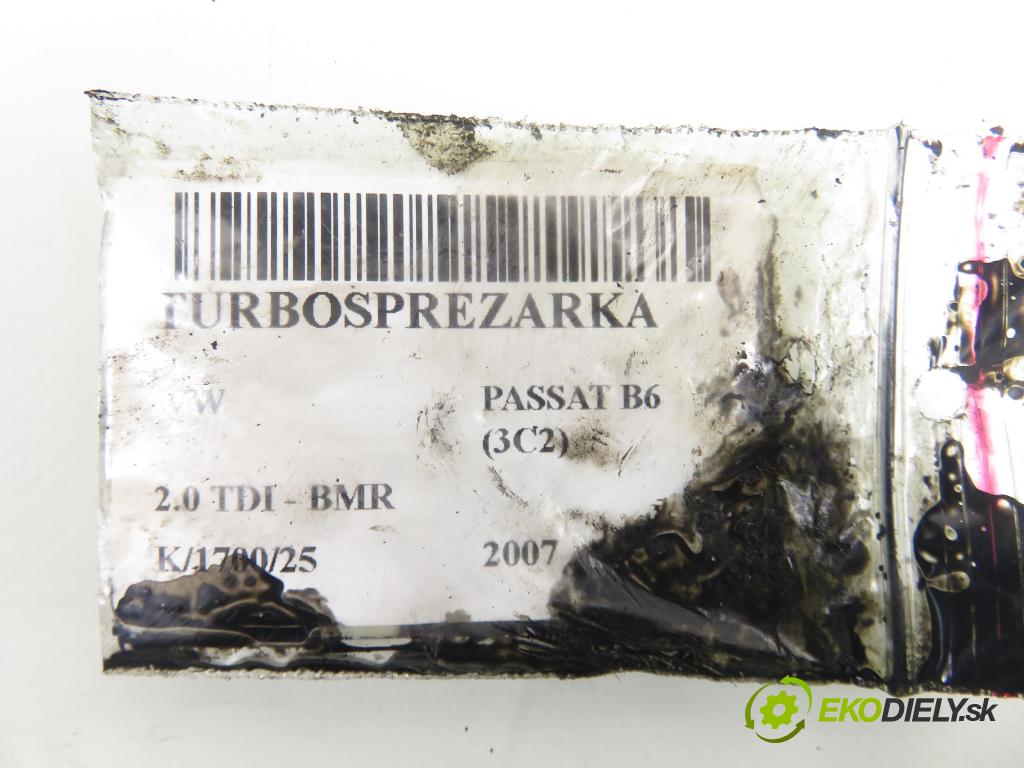 TURBOSPREZARKA
VW
PASSAT B6
(3C2)
2.0 TDI - BMR
K/1700/25
2007
EKODIELY.sk